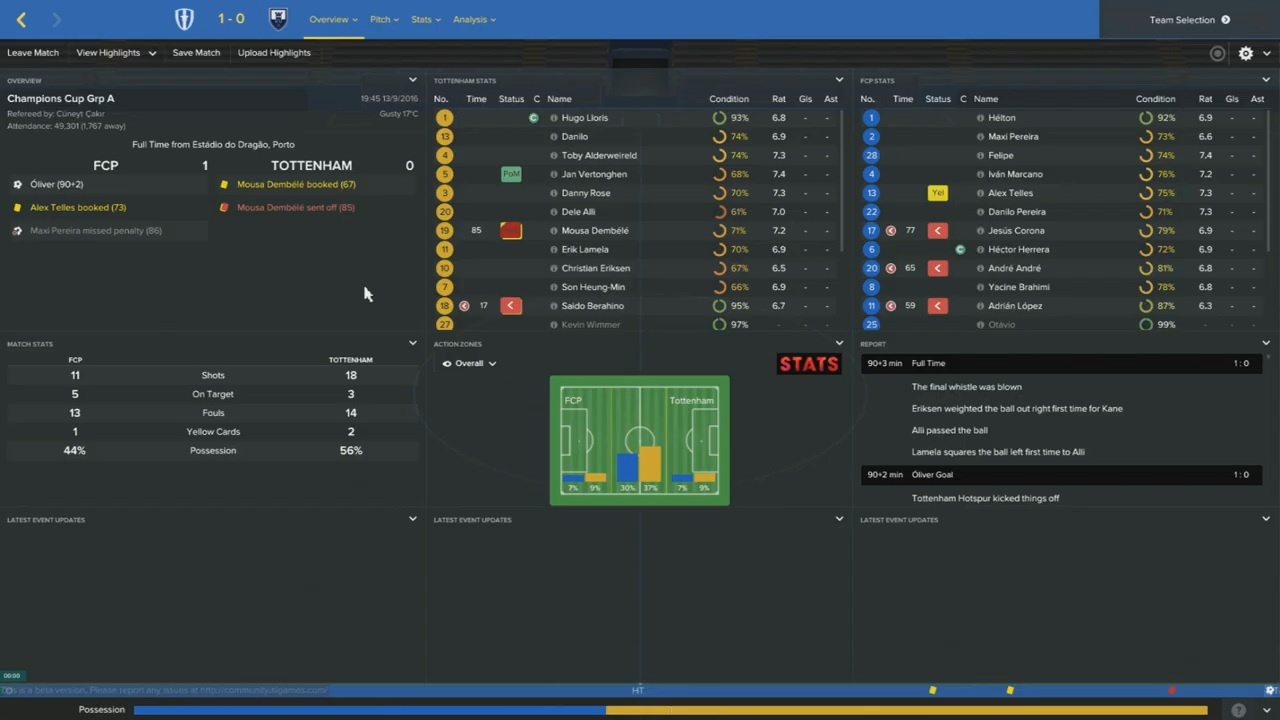 1 - 0
Overview
Pitch
Stats
Analysis
Team Selection
Leave Match
View Highlights
Save Match
Upload Highlights
OVERVIEW
Champions Cup Grp A
19:45 13/9/2016
Refereed by: Cüneyt Çakır
Gusty 17°C
Attendance: 49,301 (1,767 away)
Full Time from Estádio do Dragão, Porto
FCP 1 TOTTENHAM 0
Óliver (90+2)
Mousa Dembélé booked (67)
Alex Telles booked (73)
Mousa Dembélé sent off (85)
Maxi Pereira missed penalty (86)
TOTTENHAM STATS
No. Time Status C Name Condition Rat Gls Ast
1 C Hugo Lloris 93% 6.8 - -
13 Danilo 74% 6.9 - -
4 Toby Alderweireld 74% 7.3 - -
5 PoM Jan Vertonghen 68% 7.4 - -
3 Danny Rose 70% 7.3 - -
20 Dele Alli 61% 7.0 - -
19 85 Mousa Dembélé 71% 7.2 - -
11 Erik Lamela 70% 6.9 - -
10 Christian Eriksen 67% 6.5 - -
7 Son Heung-Min 66% 6.9 - -
18 17 Saido Berahino 95% 6.7 - -
27 Kevin Wimmer 97% - - -
FCP STATS
No. Time Status C Name Condition Rat Gls Ast
1 Hélton 92% 6.9 - -
2 Maxi Pereira 73% 6.6 - -
28 Felipe 74% 7.4 - -
4 Iván Marcano 76% 7.2 - -
13 Yel Alex Telles 75% 7.3 - -
22 Danilo Pereira 71% 7.3 - -
17 77 Jesús Corona 79% 6.9 - -
6 C Héctor Herrera 72% 6.9 - -
20 65 André André 81% 6.8 - -
8 Yacine Brahimi 78% 6.8 - -
11 59 Adrián López 87% 6.3 - -
25 Otávio 99% - - -
MATCH STATS
FCP TOTTENHAM
11 Shots 18
5 On Target 3
13 Fouls 14
1 Yellow Cards 2
44% Possession 56%
ACTION ZONES
Overall
STATS
FCP Tottenham
7% 9% 30% 37% 7% 9%
REPORT
90+3 min Full Time 1 : 0
The final whistle was blown
Eriksen weighted the ball out right first time for Kane
Alli passed the ball
Lamela squares the ball left first time to Alli
90+2 min Óliver Goal 1 : 0
Tottenham Hotspur kicked things off
LATEST EVENT UPDATES
LATEST EVENT UPDATES
LATEST EVENT UPDATES
00:00
This is a beta version. Please report any issues at http://community.sigames.com/
HT
Possession